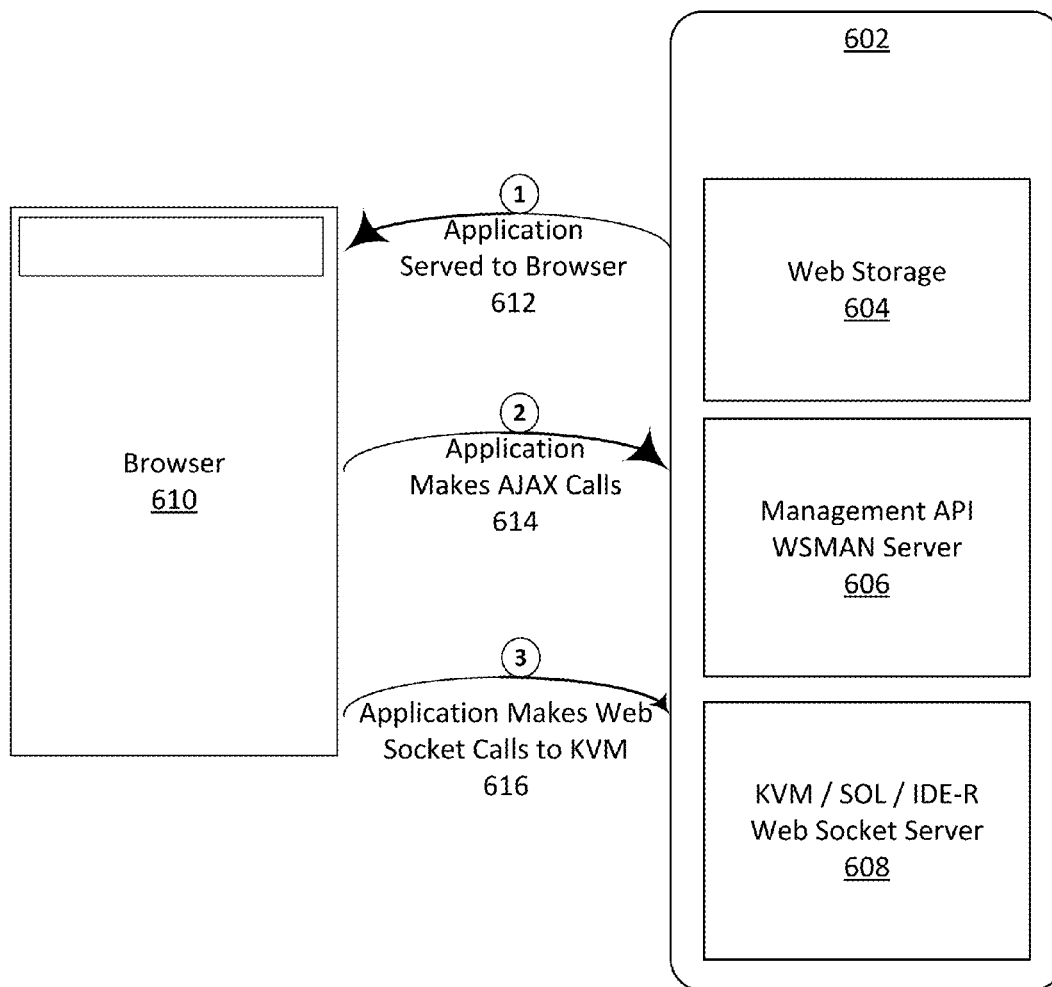 602
1
Application
Served to Browser
612
Web Storage
604
2
Application
Makes AJAX Calls
614
Browser
610
Management API
WSMAN Server
606
3
Application Makes Web
Socket Calls to KVM
616
KVM / SOL / IDE-R
Web Socket Server
608